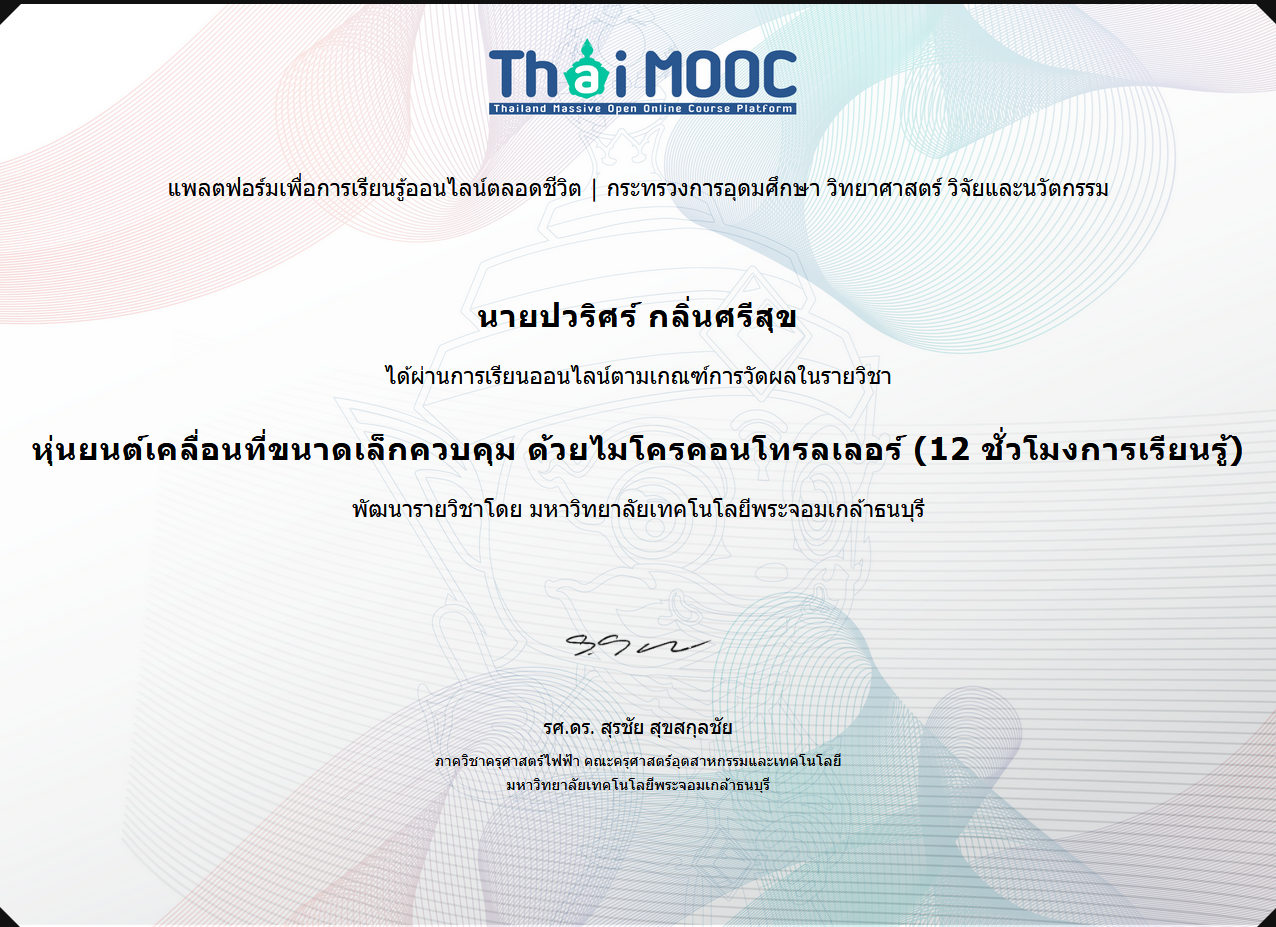 Thai MOOC
Thailand Massive Open Online Course Platform
แพลตฟอร์มเพื่อการเรียนรู้ออนไลน์ตลอดชีวิต | กระทรวงการอุดมศึกษา วิทยาศาสตร์ วิจัยและนวัตกรรม
นายปวริศร์ กลิ่นศรีสุข
ได้ผ่านการเรียนออนไลน์ตามเกณฑ์การวัดผลในรายวิชา
หุ่นยนต์เคลื่อนที่ขนาดเล็กควบคุม ด้วยไมโครคอนโทรลเลอร์ (12 ชั่วโมงการเรียนรู้)
พัฒนารายวิชาโดย มหาวิทยาลัยเทคโนโลยีพระจอมเกล้าธนบุรี
รศ.ดร. สุรชัย สุขสกุลชัย
ภาควิชาครุศาสตร์ไฟฟ้า คณะครุศาสตร์อุตสาหกรรมและเทคโนโลยี
มหาวิทยาลัยเทคโนโลยีพระจอมเกล้าธนบุรี